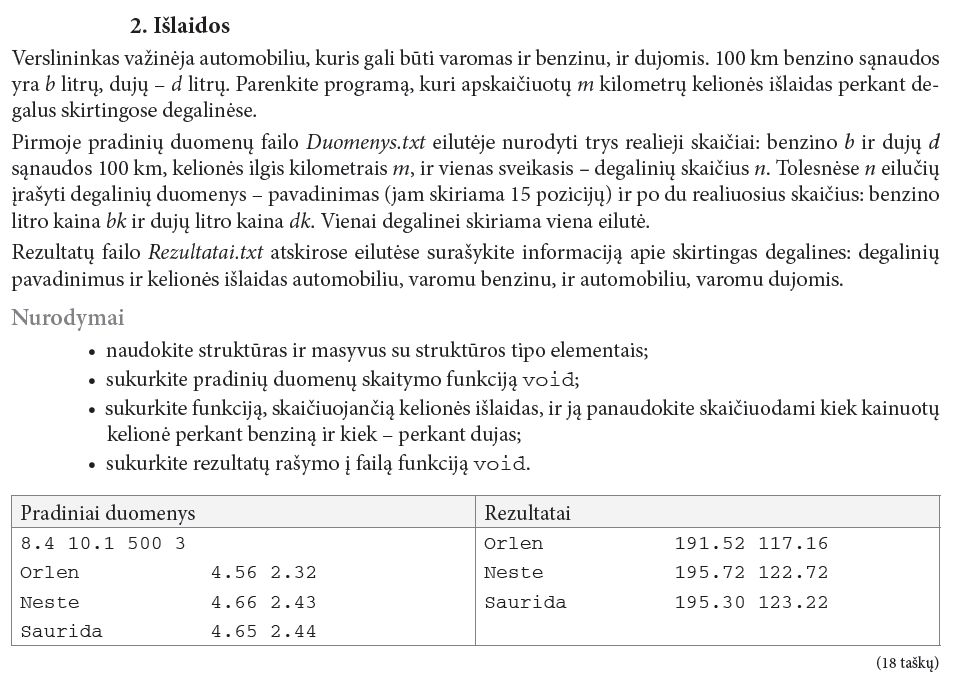 2. Išlaidos
Verslininkas važinėja automobiliu, kuris gali būti varomas ir benzinu, ir dujomis. 100 km benzino sąnaudos
yra b litrų, dujų – d litrų. Parenkite programą, kuri apskaičiuotų m kilometrų kelionės išlaidas perkant de-
galus skirtingose degalinėse.
Pirmoje pradinių duomenų failo Duomenys.txt eilutėje nurodyti trys realieji skaičiai: benzino b ir dujų d
sąnaudos 100 km, kelionės ilgis kilometrais m, ir vienas sveikasis – degalinių skaičius n. Tolesnėse n eilučių
įrašyti degalinių duomenys – pavadinimas (jam skiriama 15 pozicijų) ir po du realiuosius skaičius: benzino
litro kaina bk ir dujų litro kaina dk. Vienai degalinei skiriama viena eilutė.
Rezultatų failo Rezultatai.txt atskirose eilutėse surašykite informaciją apie skirtingas degalines: degalinių
pavadinimus ir kelionės išlaidas automobiliu, varomu benzinu, ir automobiliu, varomu dujomis.
Nurodymai
• naudokite struktūras ir masyvus su struktūros tipo elementais;
• sukurkite pradinių duomenų skaitymo funkciją void;
• sukurkite funkciją, skaičiuojančią kelionės išlaidas, ir ją panaudokite skaičiuodami kiek kainuotų
kelionė perkant benziną ir kiek – perkant dujas;
• sukurkite rezultatų rašymo į failą funkciją void.
Pradiniai duomenys Rezultatai
8.4 10.1 500 3 Orlen 191.52 117.16
Orlen 4.56 2.32 Neste 195.72 122.72
Neste 4.66 2.43 Saurida 195.30 123.22
Saurida 4.65 2.44
(18 taškų)